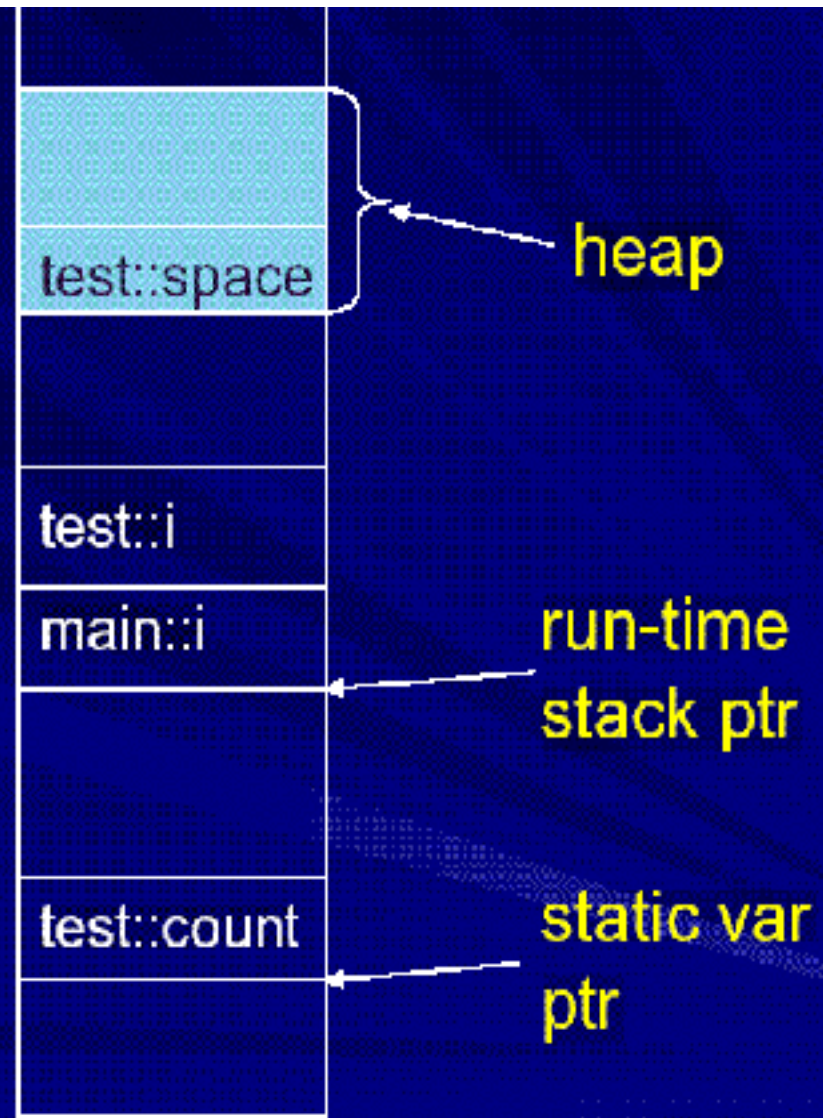 heap
test::space
test::i
main::i
run-time
stack ptr
test::count
static var
ptr